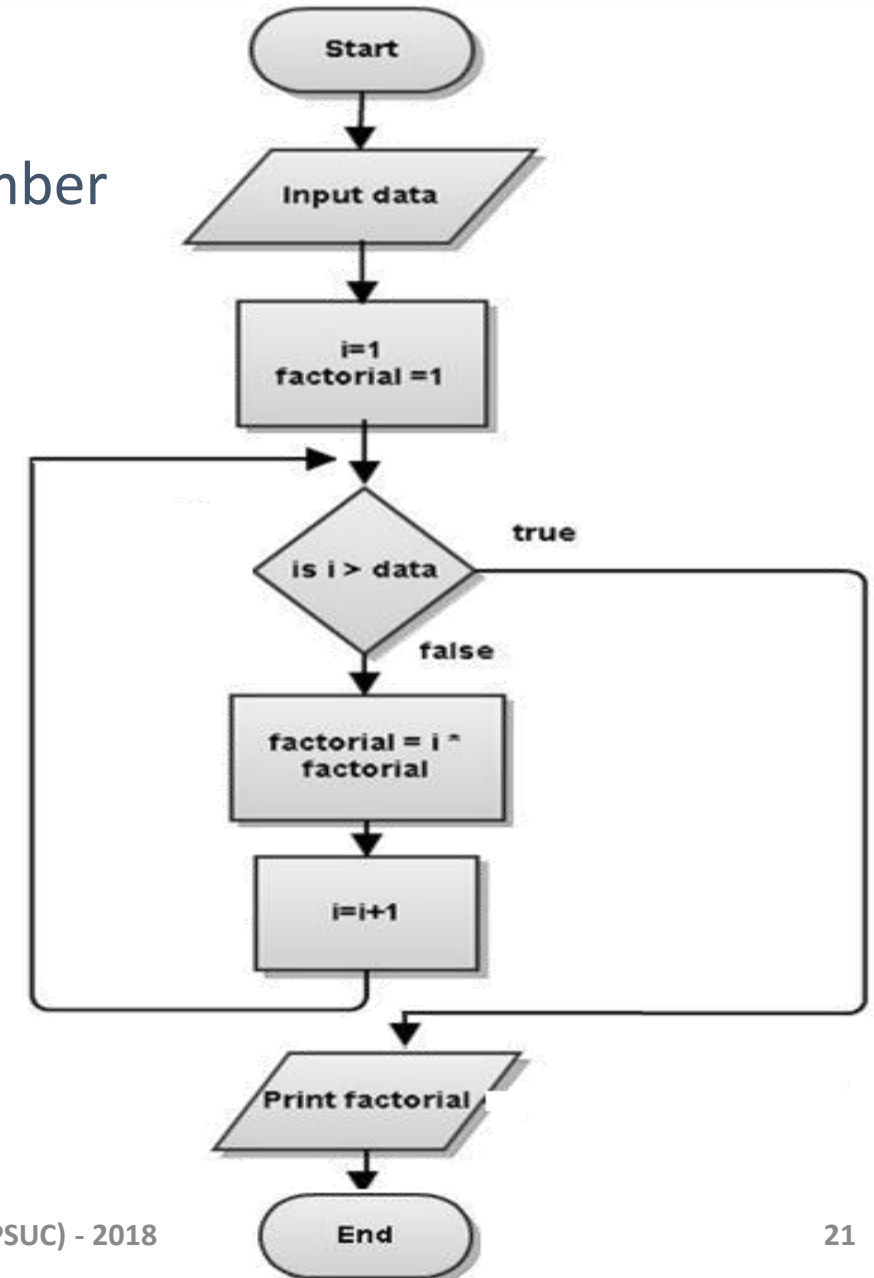 Start
mber
Input data
i=1
factorial =1
true
is i > data
false
factorial = i *
factorial
i=i+1
Print factorial
End
PSUC) - 2018
21